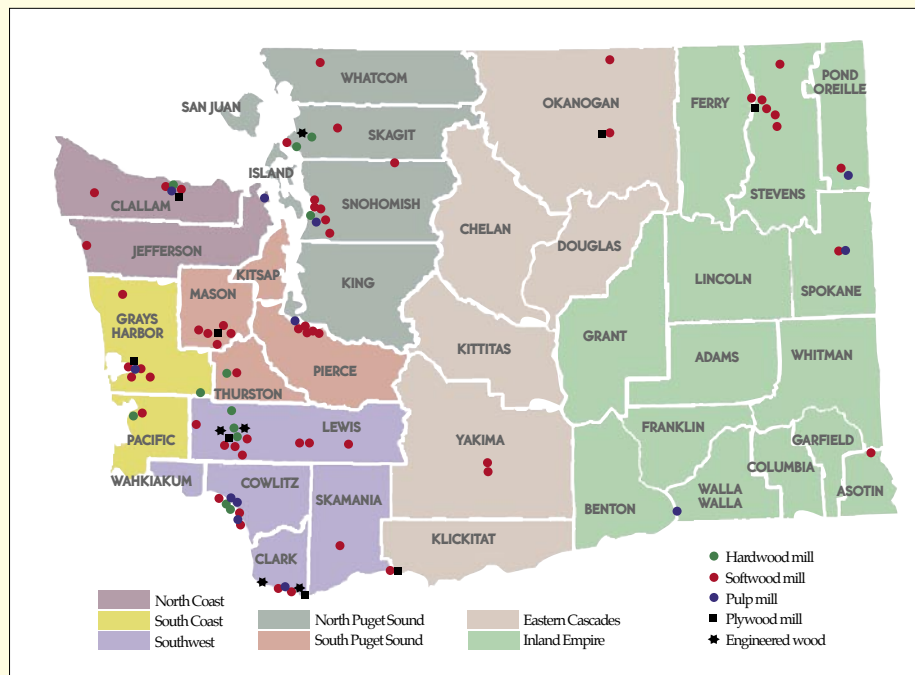 WHATCOM
SAN JUAN
SKAGIT
ISLAND
SNOHOMISH
CLALLAM
JEFFERSON
KITSAP
KING
MASON
GRAYS
HARBOR
PIERCE
THURSTON
PACIFIC
LEWIS
WAHKIAKUM
COWLITZ
SKAMANIA
CLARK
OKANOGAN
CHELAN
DOUGLAS
KITTITAS
YAKIMA
KLICKITAT
FERRY
STEVENS
POND
OREILLE
LINCOLN
SPOKANE
GRANT
ADAMS
WHITMAN
FRANKLIN
BENTON
WALLA
WALLA
COLUMBIA
GARFIELD
ASOTIN
North Coast
South Coast
Southwest
North Puget Sound
South Puget Sound
Eastern Cascades
Inland Empire
Hardwood mill
Softwood mill
Pulp mill
Plywood mill
Engineered wood